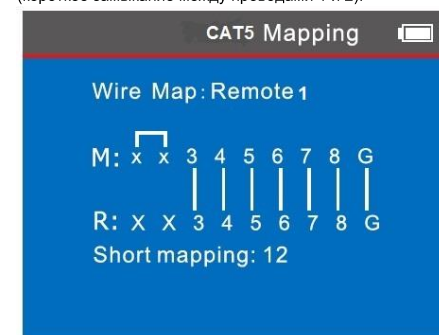 CAT5 Mapping
Wire Map: Remote 1
M: x x 3 4 5 6 7 8 G
R: X X 3 4 5 6 7 8 G
Short mapping: 12